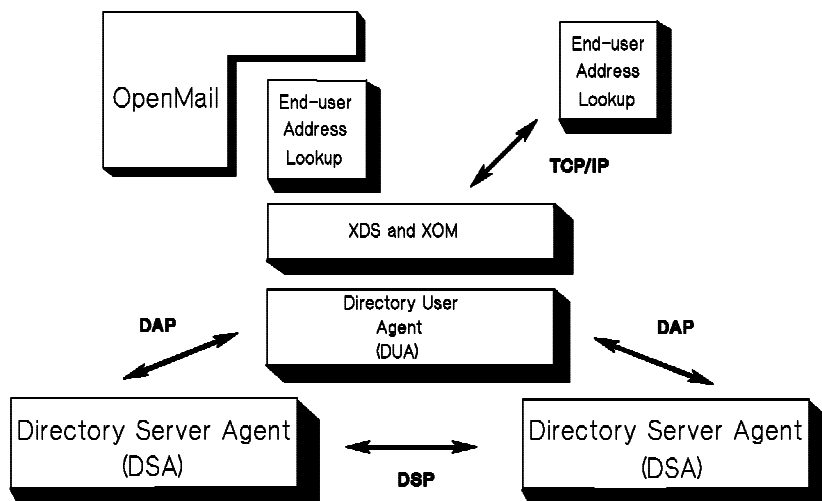 OpenMail
End-user
Address
Lookup
End-user
Address
Lookup
TCP/IP
XDS and XOM
Directory User
Agent
(DUA)
DAP
DAP
Directory Server Agent
(DSA)
DSP
Directory Server Agent
(DSA)